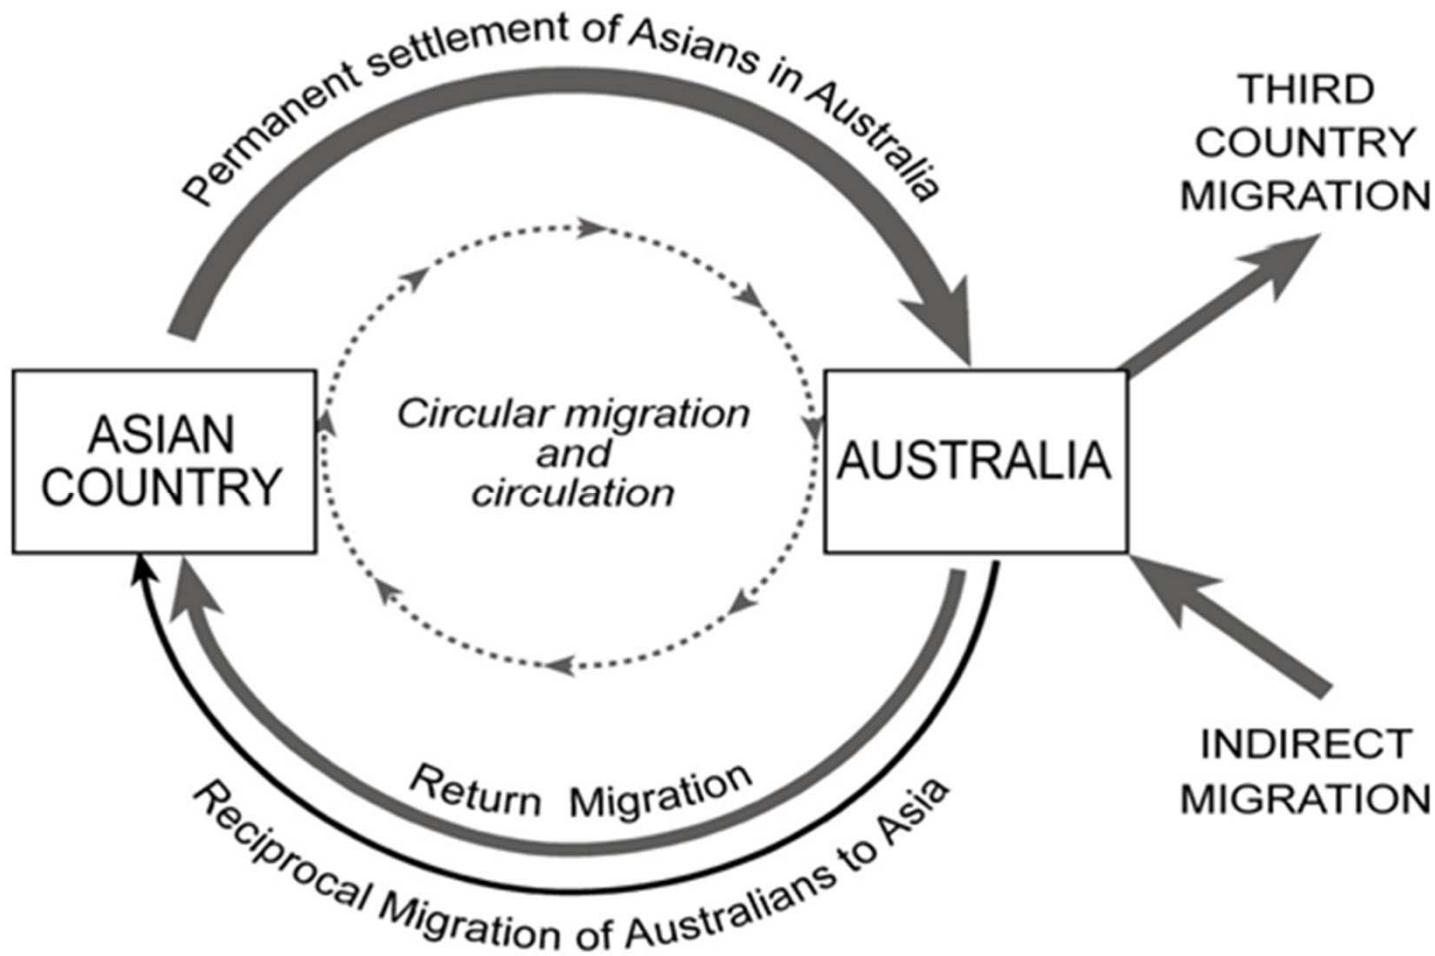 Permanent settlement of Asians in Australia
THIRD
COUNTRY
MIGRATION
ASIAN
COUNTRY
Circular migration
and
circulation
AUSTRALIA
Return Migration
Reciprocal Migration of Australians to Asia
INDIRECT
MIGRATION